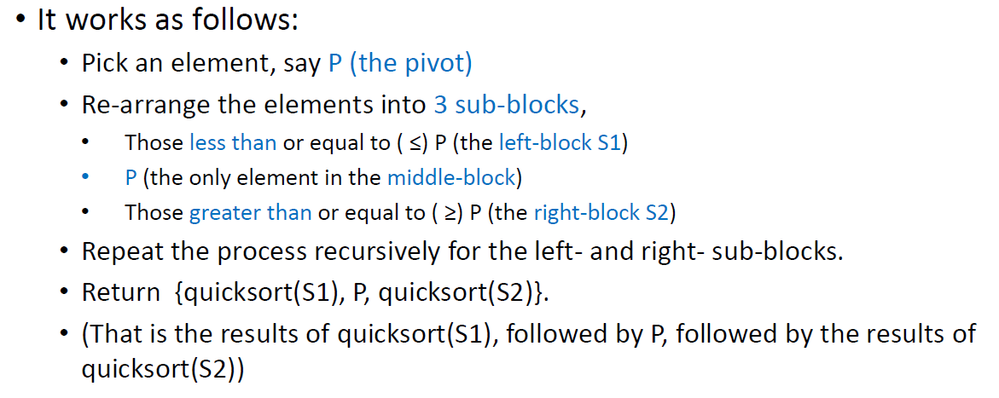 • It works as follows:
• Pick an element, say P (the pivot)
• Re-arrange the elements into 3 sub-blocks,
• Those less than or equal to ( ≤) P (the left-block S1)
• P (the only element in the middle-block)
• Those greater than or equal to ( ≥) P (the right-block S2)
• Repeat the process recursively for the left- and right- sub-blocks.
• Return {quicksort(S1), P, quicksort(S2)}.
• (That is the results of quicksort(S1), followed by P, followed by the results of
quicksort(S2))